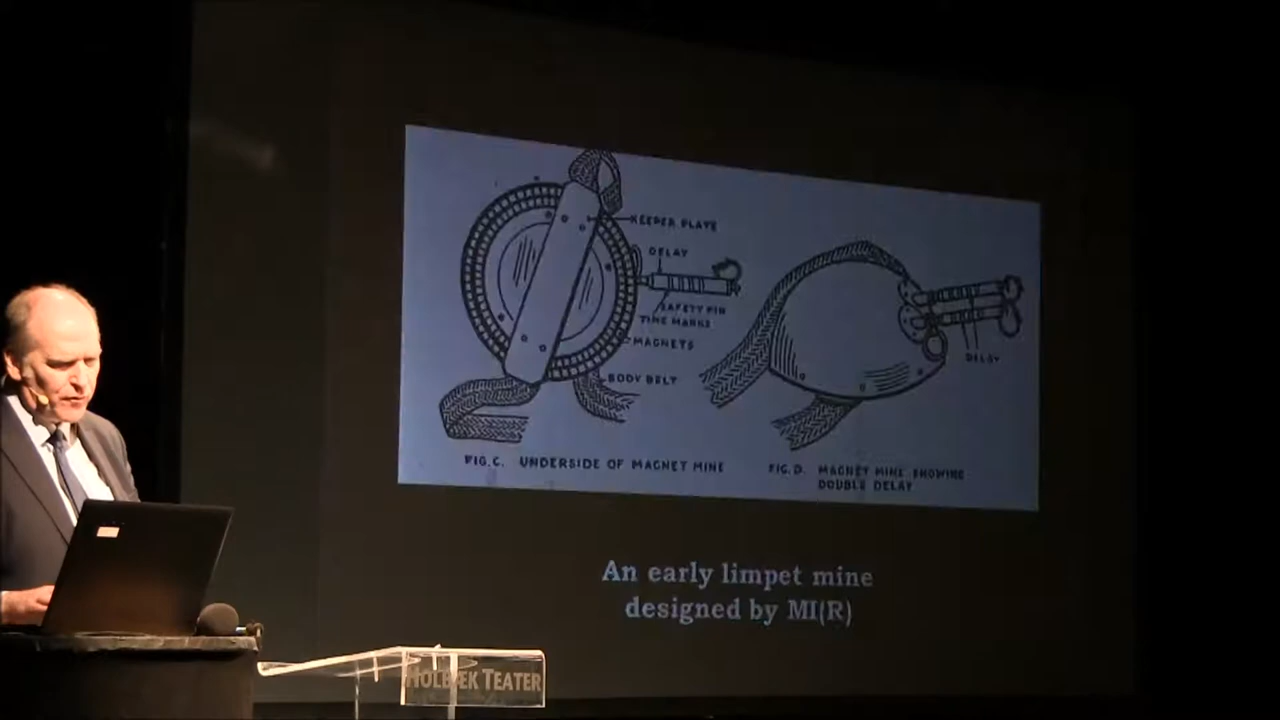 KEEPER PLATE
DELAY
SAFETY PIN
TIME MARKS
MAGNETS
BODY BELT
DELAY
FIG. C. UNDERSIDE OF MAGNET MINE
FIG. D. MAGNET MINE SHOWING
DOUBLE DELAY
An early limpet mine
designed by MI(R)
HOLBÆK TEATER